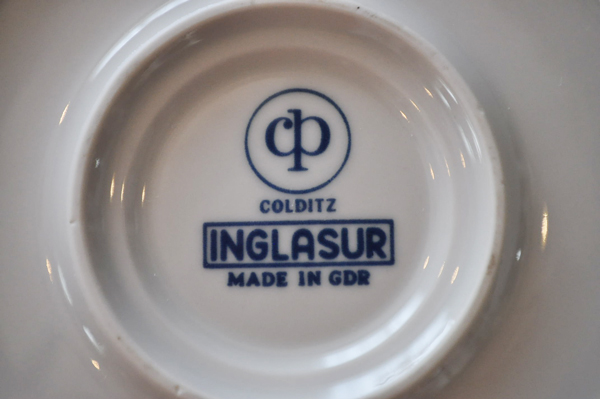 cp
COLDITZ
INGLASUR
MADE IN GDR